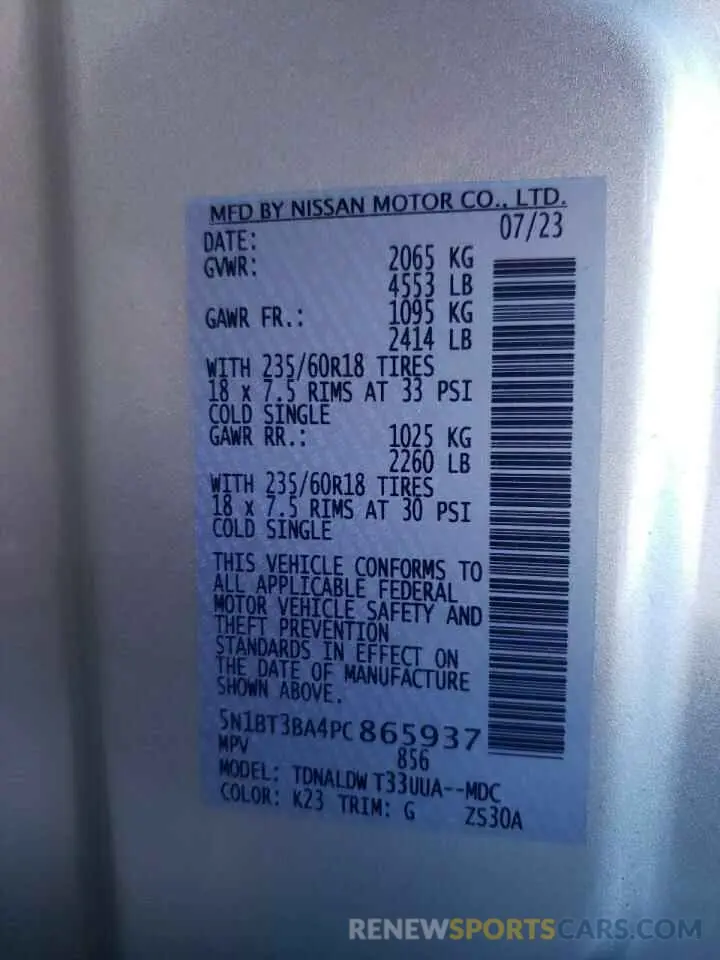 MFD BY NISSAN MOTOR CO., LTD.
DATE: 07/23
GVWR: 2065 KG
4553 LB
GAWR FR.: 1095 KG
2414 LB
WITH 235/60R18 TIRES
18 x 7.5 RIMS AT 33 PSI
COLD SINGLE
GAWR RR.: 1025 KG
2260 LB
WITH 235/60R18 TIRES
18 x 7.5 RIMS AT 30 PSI
COLD SINGLE
THIS VEHICLE CONFORMS TO
ALL APPLICABLE FEDERAL
MOTOR VEHICLE SAFETY AND
THEFT PREVENTION
STANDARDS IN EFFECT ON
THE DATE OF MANUFACTURE
SHOWN ABOVE.
5N1BT3BA4PC865937
MPV 856
MODEL: TDNALDW T33UUA--MDC
COLOR: K23 TRIM: G ZS30A
RENEWSPORTSCARS.COM